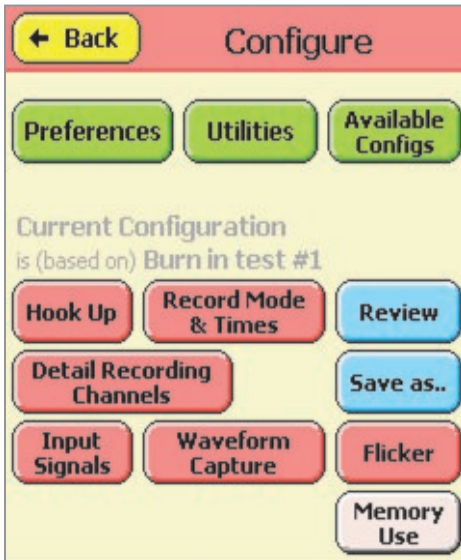 Back
Configure
Preferences
Utilities
Available
Configs
Current Configuration
is (based on) Burn in test #1
Hook Up
Record Mode
& Times
Review
Detail Recording
Channels
Save as..
Input
Signals
Waveform
Capture
Flicker
Memory
Use